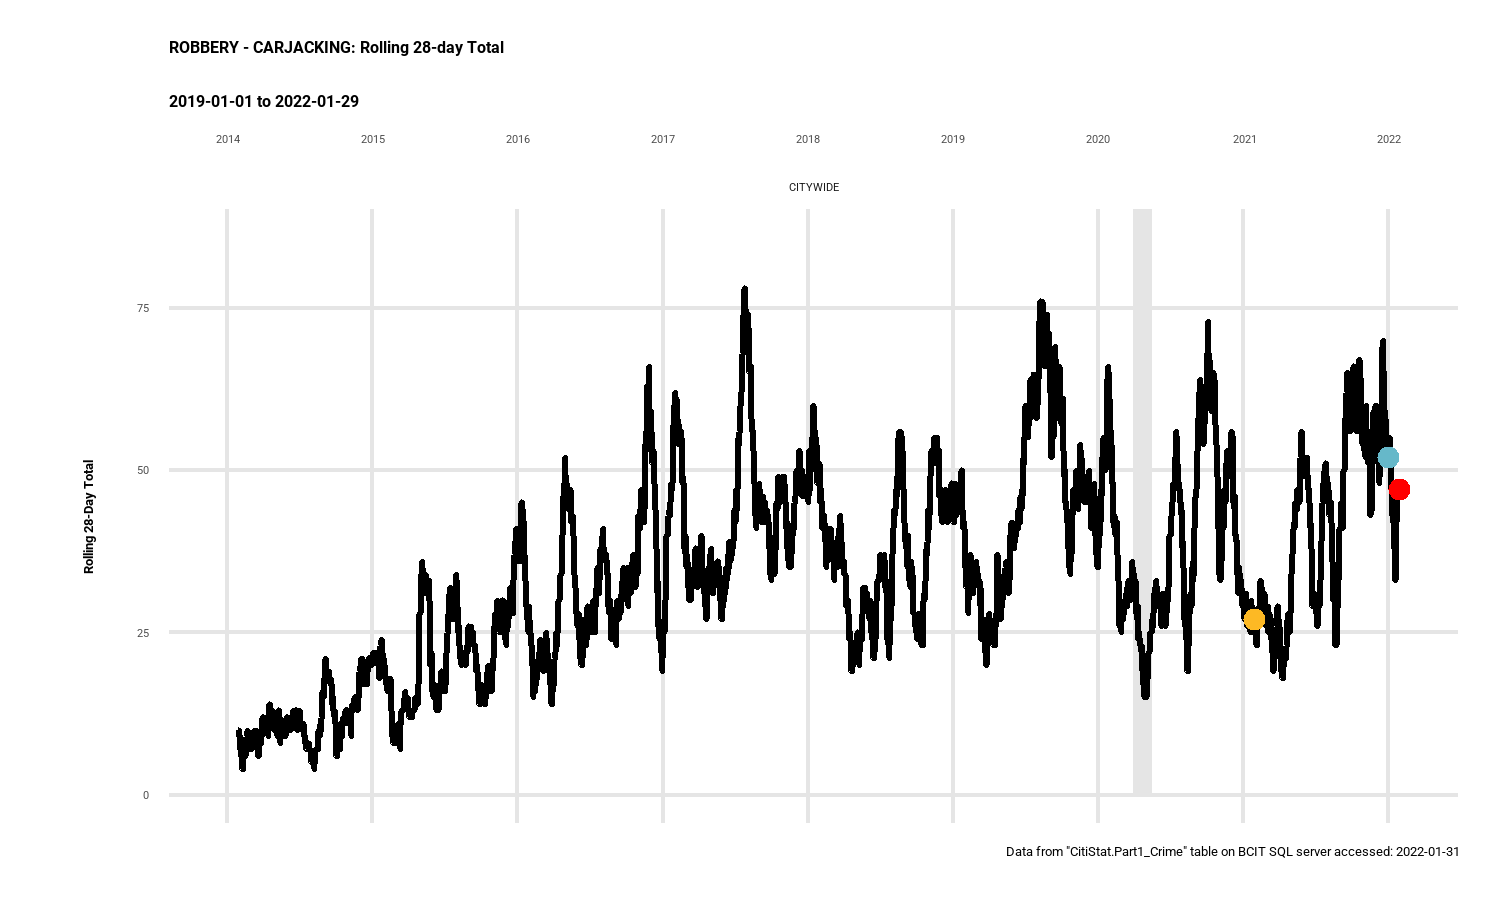 ROBBERY - CARJACKING: Rolling 28-day Total
2019-01-01 to 2022-01-29
2014 2015 2016 2017 2018 2019 2020 2021 2022
CITYWIDE
75
50
25
0
Rolling 28-Day Total
Data from "CitiStat.Part1_Crime" table on BCIT SQL server accessed: 2022-01-31